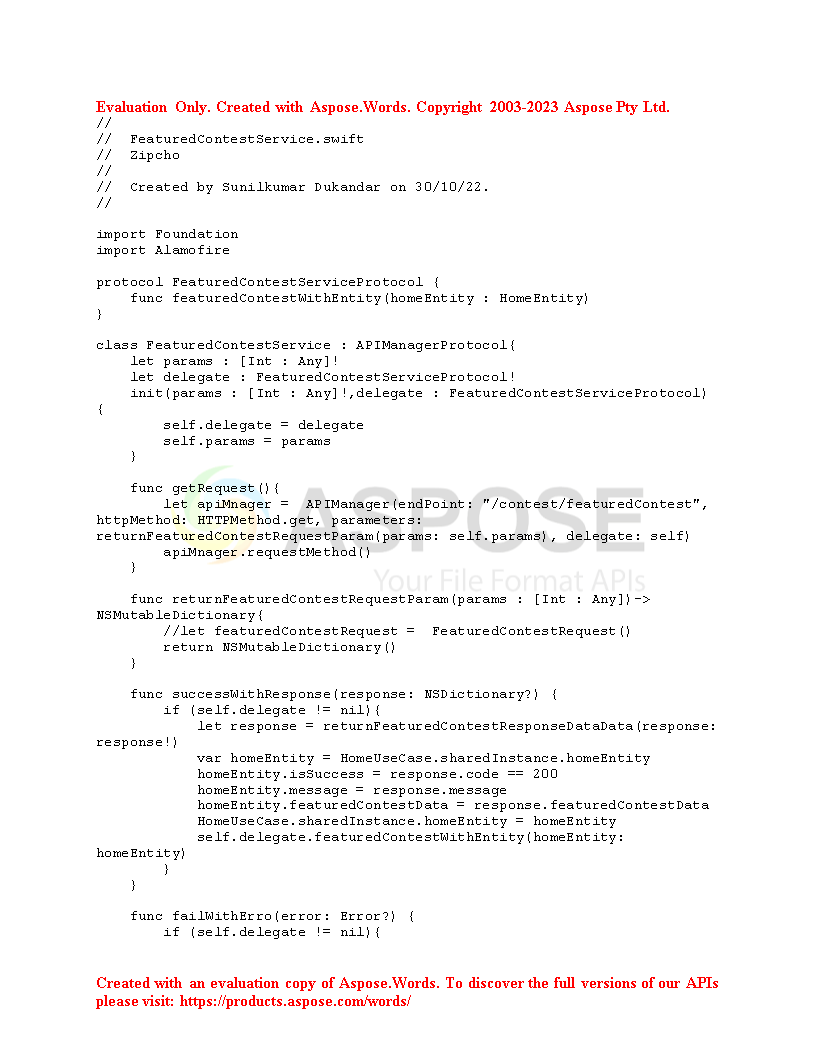 Evaluation Only. Created with Aspose.Words. Copyright 2003-2023 Aspose Pty Ltd.
//
//  FeaturedContestService.swift
//  Zipcho
//
//  Created by Sunilkumar Dukandar on 30/10/22.
//

import Foundation
import Alamofire

protocol FeaturedContestServiceProtocol {
    func featuredContestWithEntity(homeEntity : HomeEntity)
}

class FeaturedContestService : APIManagerProtocol{
    let params : [Int : Any]!
    let delegate : FeaturedContestServiceProtocol!
    init(params : [Int : Any]!,delegate : FeaturedContestServiceProtocol)
{
        self.delegate = delegate
        self.params = params
    }

    func getRequest(){
        let apiMnager =  APIManager(endPoint: "/contest/featuredContest",
httpMethod: HTTPMethod.get, parameters:
returnFeaturedContestRequestParam(params: self.params), delegate: self)
        apiMnager.requestMethod()
    }

    func returnFeaturedContestRequestParam(params : [Int : Any])->
NSMutableDictionary{
        //let featuredContestRequest =  FeaturedContestRequest()
        return NSMutableDictionary()
    }

    func successWithResponse(response: NSDictionary?) {
        if (self.delegate != nil){
            let response = returnFeaturedContestResponseDataData(response:
response!)
            var homeEntity = HomeUseCase.sharedInstance.homeEntity
            homeEntity.isSuccess = response.code == 200
            homeEntity.message = response.message
            homeEntity.featuredContestData = response.featuredContestData
            HomeUseCase.sharedInstance.homeEntity = homeEntity
            self.delegate.featuredContestWithEntity(homeEntity:
homeEntity)
        }
    }

    func failWithErro(error: Error?) {
        if (self.delegate != nil){
ASPOSE
Your File Format APIs
Created with an evaluation copy of Aspose.Words. To discover the full versions of our APIs
please visit: https://products.aspose.com/words/